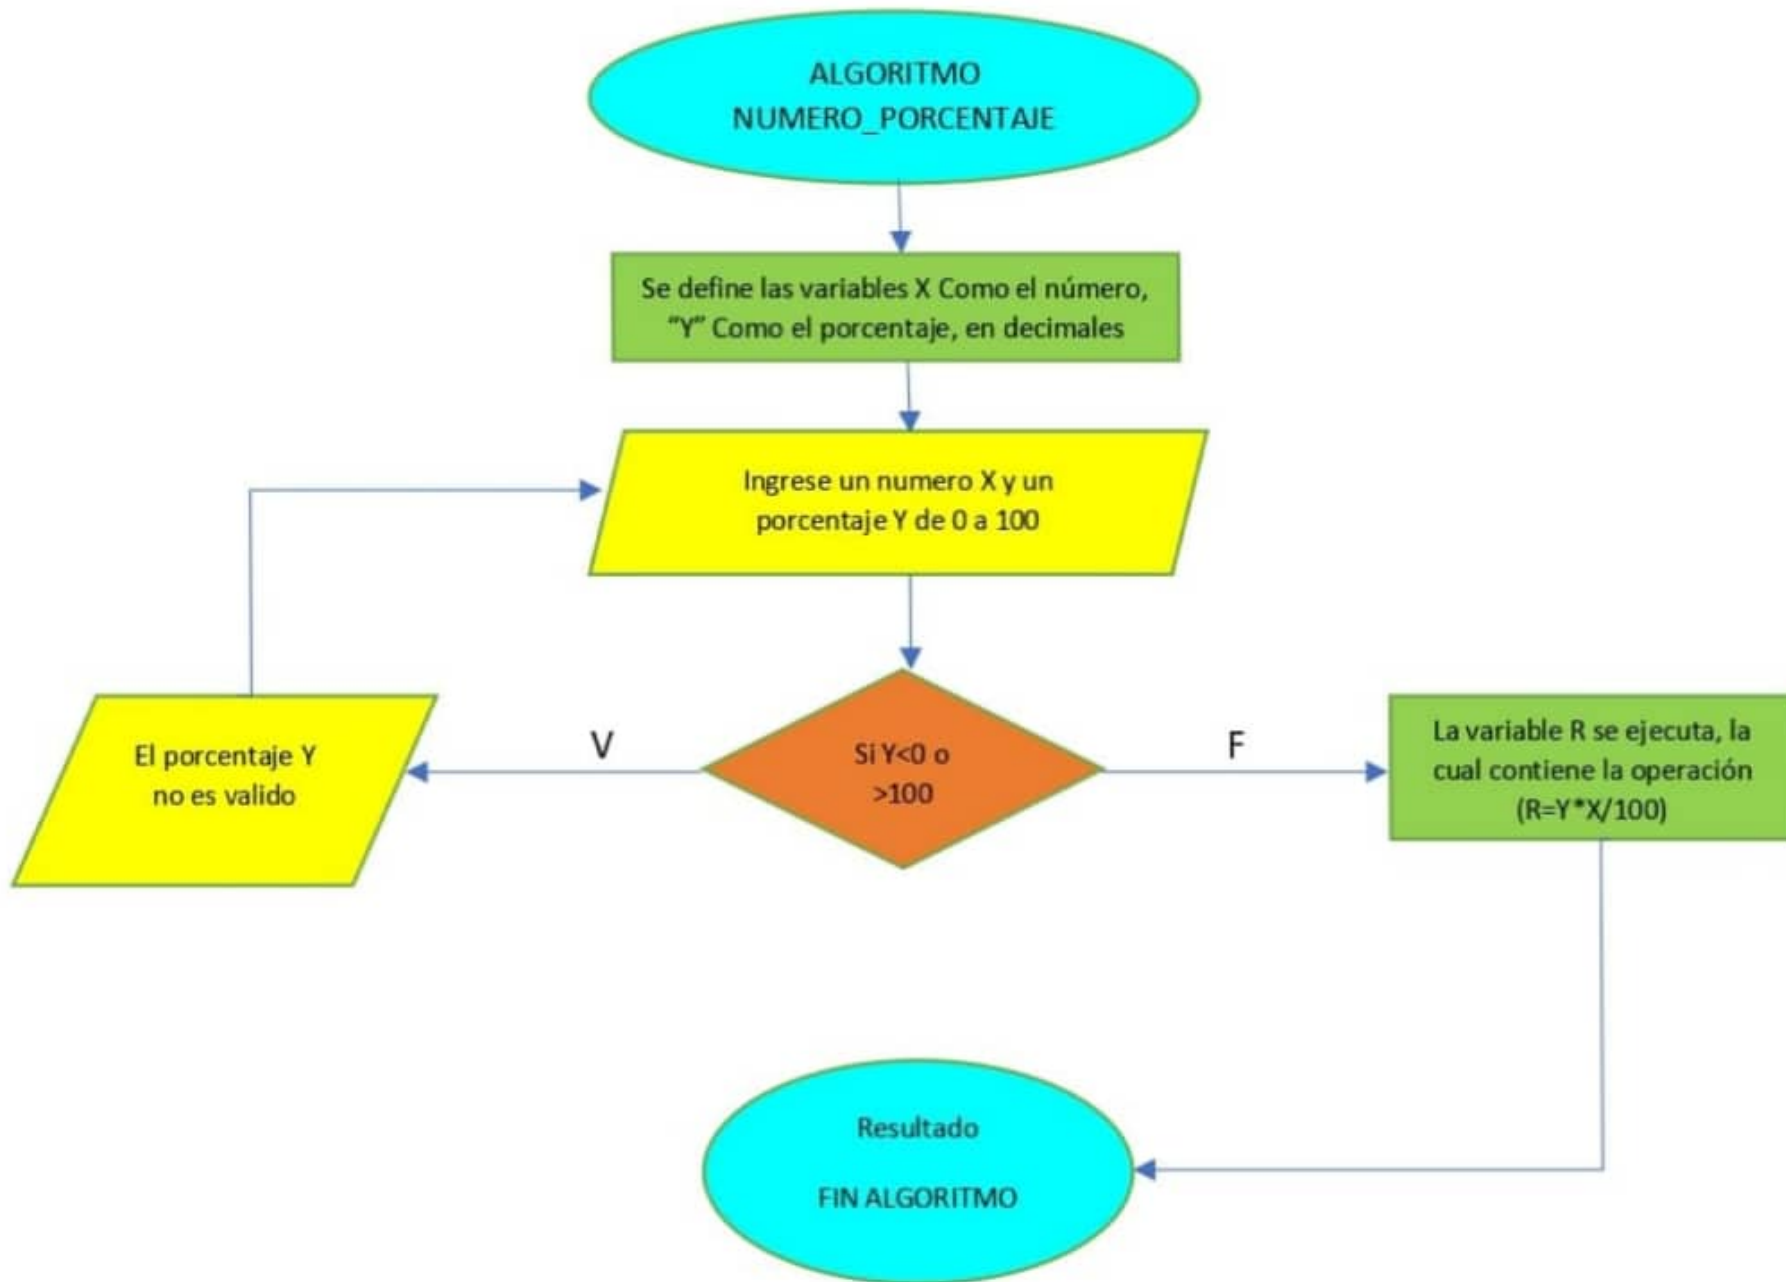 ALGORITMO
NUMERO_PORCENTAJE
Se define las variables X Como el número,
“Y” Como el porcentaje, en decimales
Ingrese un numero X y un
porcentaje Y de 0 a 100
El porcentaje Y
no es valido
V
Si Y<0 o
>100
F
La variable R se ejecuta, la
cual contiene la operación
(R=Y*X/100)
Resultado
FIN ALGORITMO